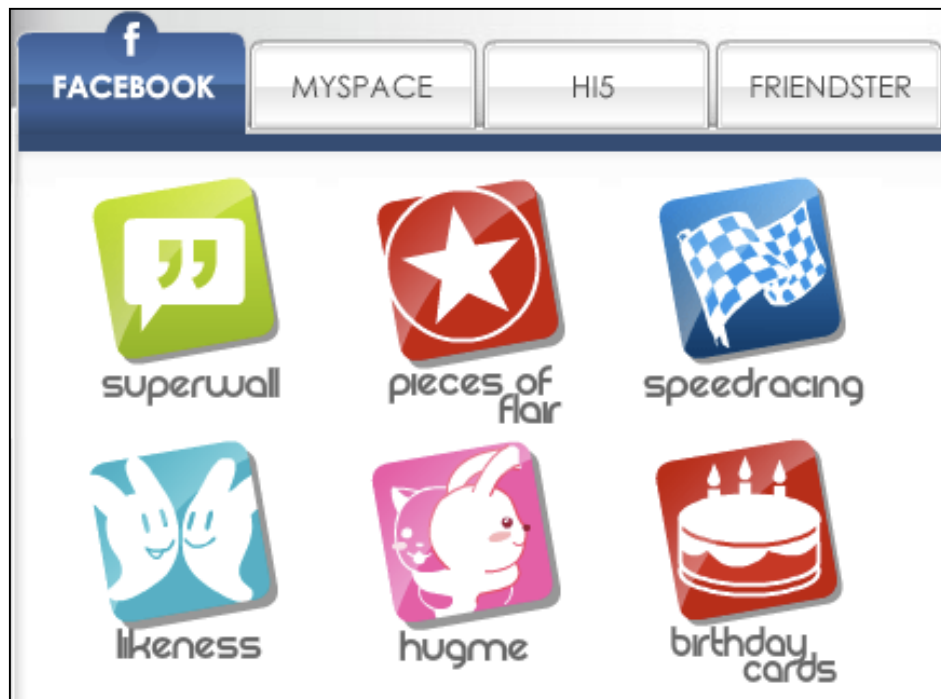 f
FACEBOOK
MYSPACE
HI5
FRIENDSTER
superwall
pieces of
flair
speedracing
likeness
hugme
birthday
cards